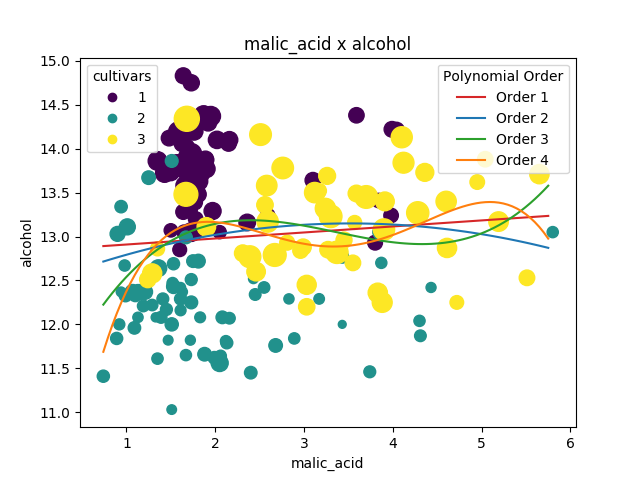 malic_acid x alcohol
cultivars
1
2
3
Polynomial Order
Order 1
Order 2
Order 3
Order 4
15.0
14.5
14.0
13.5
13.0
12.5
12.0
11.5
11.0
alcohol
1 2 3 4 5 6
malic_acid